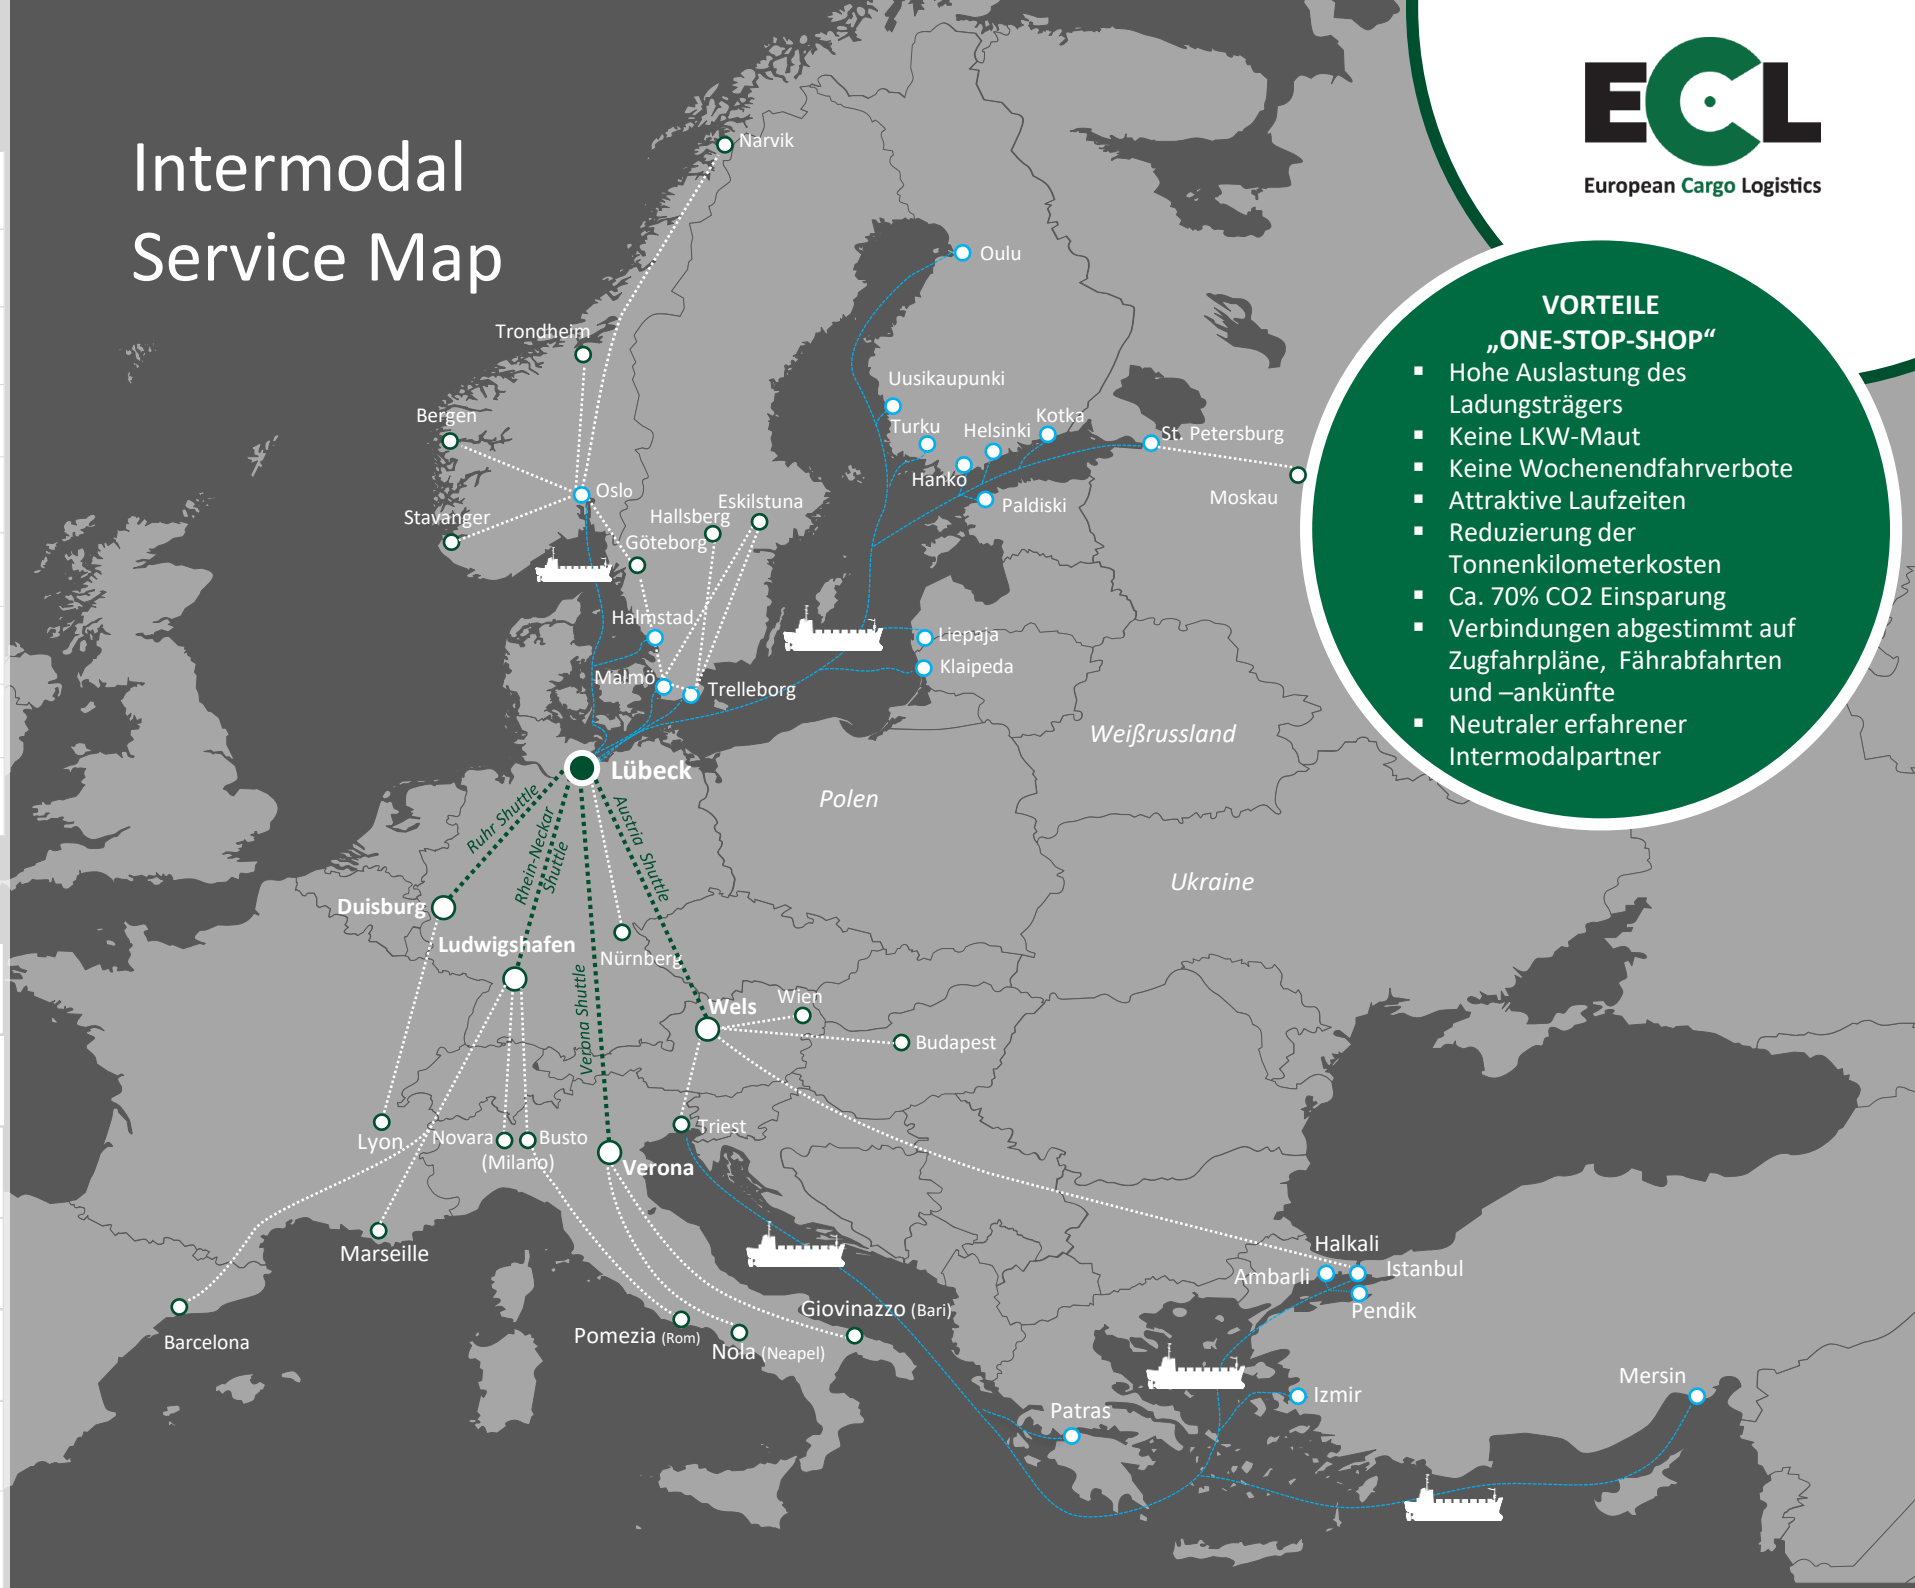 Intermodal
Service Map
ECL
European Cargo Logistics
VORTEILE
„ONE-STOP-SHOP“
▪ Hohe Auslastung des
Ladungsträgers
▪ Keine LKW-Maut
▪ Keine Wochenendfahrverbote
▪ Attraktive Laufzeiten
▪ Reduzierung der
Tonnenkilometerkosten
▪ Ca. 70% CO2 Einsparung
▪ Verbindungen abgestimmt auf
Zugfahrpläne, Fährabfahrten
und –ankünfte
▪ Neutraler erfahrener
Intermodalpartner
Narvik
Oulu
Trondheim
Uusikaupunki
Bergen
Turku
Helsinki
Kotka
St. Petersburg
Hanko
Oslo
Moskau
Paldiski
Eskilstuna
Hallsberg
Stavanger
Göteborg
Halmstad
Liepaja
Klaipeda
Malmö
Trelleborg
Weißrussland
Lübeck
Polen
Ruhr Shuttle
Rhein-Neckar
Shuttle
Austria Shuttle
Verona Shuttle
Ukraine
Duisburg
Ludwigshafen
Nürnberg
Wels
Wien
Budapest
Triest
Lyon
Novara
Busto
(Milano)
Verona
Marseille
Barcelona
Halkali
Istanbul
Ambarli
Pendik
Giovinazzo (Bari)
Pomezia (Rom)
Nola (Neapel)
Mersin
Izmir
Patras